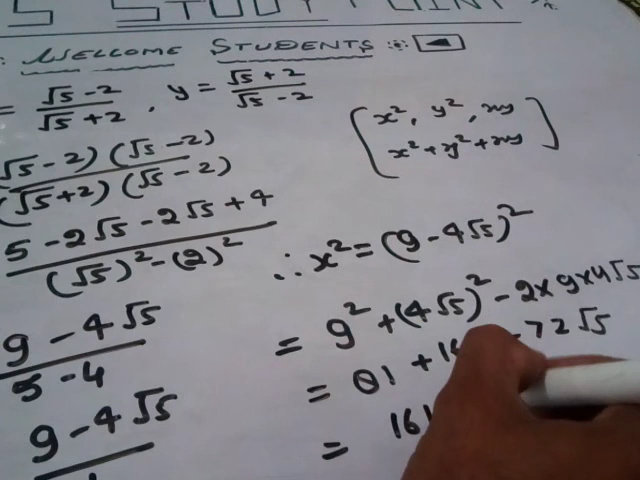 S STUDY POINT
: WELLCOME STUDENTS
= √5 - 2 / √5 + 2 , y = √5 + 2 / √5 - 2
( x², y², xy
x² + y² + xy )
(√5 - 2) (√5 - 2) / (√5 + 2) (√5 - 2)
5 - 2√5 - 2√5 + 4 / (√5)² - (2)²
9 - 4√5 / 5 - 4
9 - 4√5
∴ x² = (9 - 4√5)²
= 9² + (4√5)² - 2 x 9 x 4√5
= 81 + - 72√5
= 161